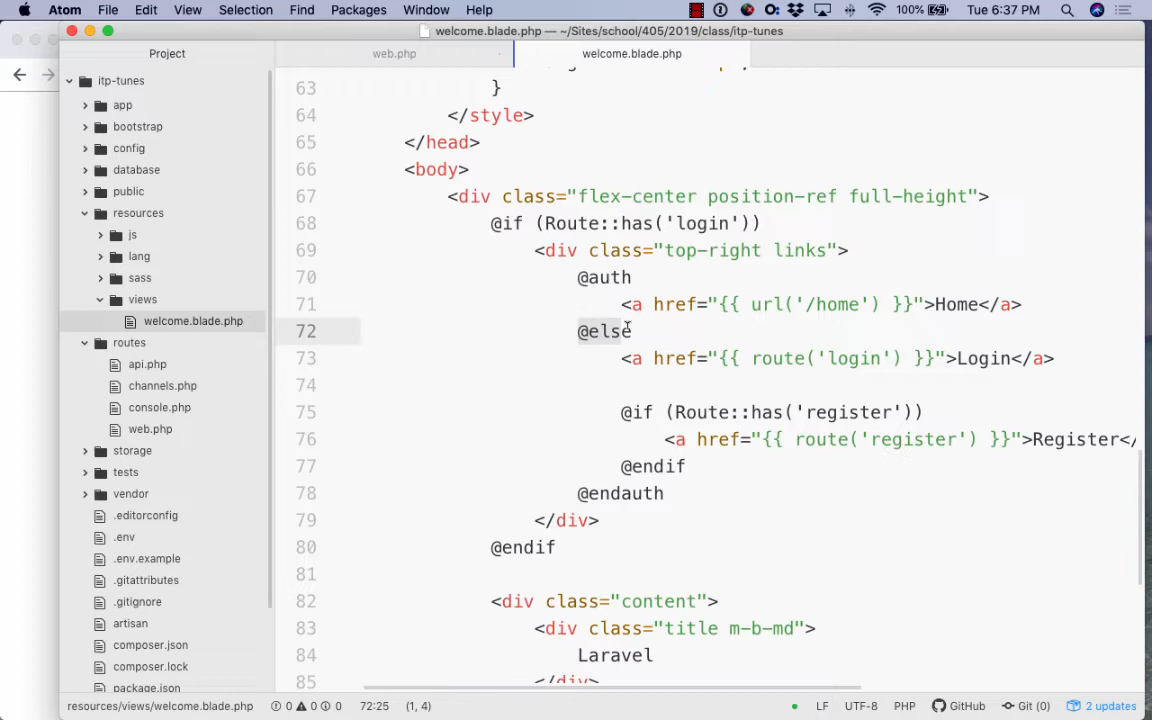 Atom File Edit View Selection Find Packages Window Help 100% Tue 6:37 PM
welcome.blade.php — ~/Sites/school/405/2019/class/itp-tunes
Project
web.php
welcome.blade.php
itp-tunes
app
bootstrap
config
database
public
resources
js
lang
sass
views
welcome.blade.php
routes
api.php
channels.php
console.php
web.php
storage
tests
vendor
.editorconfig
.env
.env.example
.gitattributes
.gitignore
artisan
composer.json
composer.lock
package.json
63 }
64 </style>
65 </head>
66 <body>
67 <div class="flex-center position-ref full-height">
68 @if (Route::has('login'))
69 <div class="top-right links">
70 @auth
71 <a href="{{ url('/home') }}">Home</a>
72 @else
73 <a href="{{ route('login') }}">Login</a>
74
75 @if (Route::has('register'))
76 <a href="{{ route('register') }}">Register</
77 @endif
78 @endauth
79 </div>
80 @endif
81
82 <div class="content">
83 <div class="title m-b-md">
84 Laravel
85 </div>
resources/views/welcome.blade.php 0 0 0 72:25 (1, 4) LF UTF-8 PHP GitHub Git (0) 2 updates